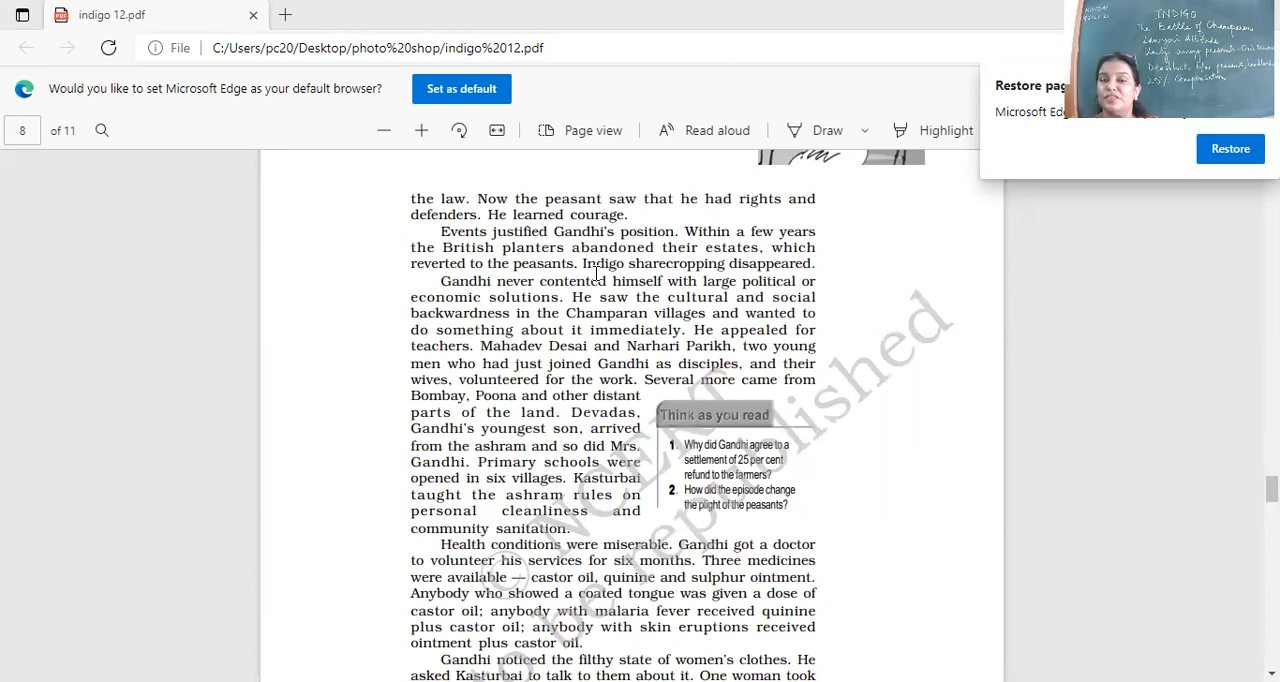 indigo 12.pdf
File
C:/Users/pc20/Desktop/photo%20shop/indigo%2012.pdf
Would you like to set Microsoft Edge as your default browser?
Set as default
8 of 11
Page view
Read aloud
Draw
Highlight
INDIGO
The Battle of Champaran
Lawyers Attitude
25% Compensation
Restore pag
Microsoft Ed
Restore
the law. Now the peasant saw that he had rights and
defenders. He learned courage.
Events justified Gandhi's position. Within a few years
the British planters abandoned their estates, which
reverted to the peasants. Indigo sharecropping disappeared.
Gandhi never contented himself with large political or
economic solutions. He saw the cultural and social
backwardness in the Champaran villages and wanted to
do something about it immediately. He appealed for
teachers. Mahadev Desai and Narhari Parikh, two young
men who had just joined Gandhi as disciples, and their
wives, volunteered for the work. Several more came from
Bombay, Poona and other distant
parts of the land. Devadas,
Gandhi's youngest son, arrived
from the ashram and so did Mrs.
Gandhi. Primary schools were
opened in six villages. Kasturbai
taught the ashram rules on
personal cleanliness and
community sanitation.
Think as you read
1. Why did Gandhi agree to a
settlement of 25 per cent
refund to the farmers?
2. How did the episode change
the plight of the peasants?
Health conditions were miserable. Gandhi got a doctor
to volunteer his services for six months. Three medicines
were available — castor oil, quinine and sulphur ointment.
Anybody who showed a coated tongue was given a dose of
castor oil; anybody with malaria fever received quinine
plus castor oil; anybody with skin eruptions received
ointment plus castor oil.
Gandhi noticed the filthy state of women's clothes. He
asked Kasturbai to talk to them about it. One woman took
© NCERT
to be republished